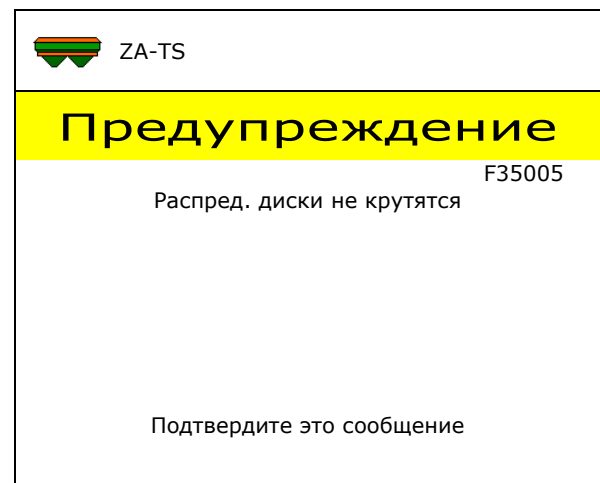 ZA-TS
Предупреждение
F35005
Распред. диски не крутятся
Подтвердите это сообщение